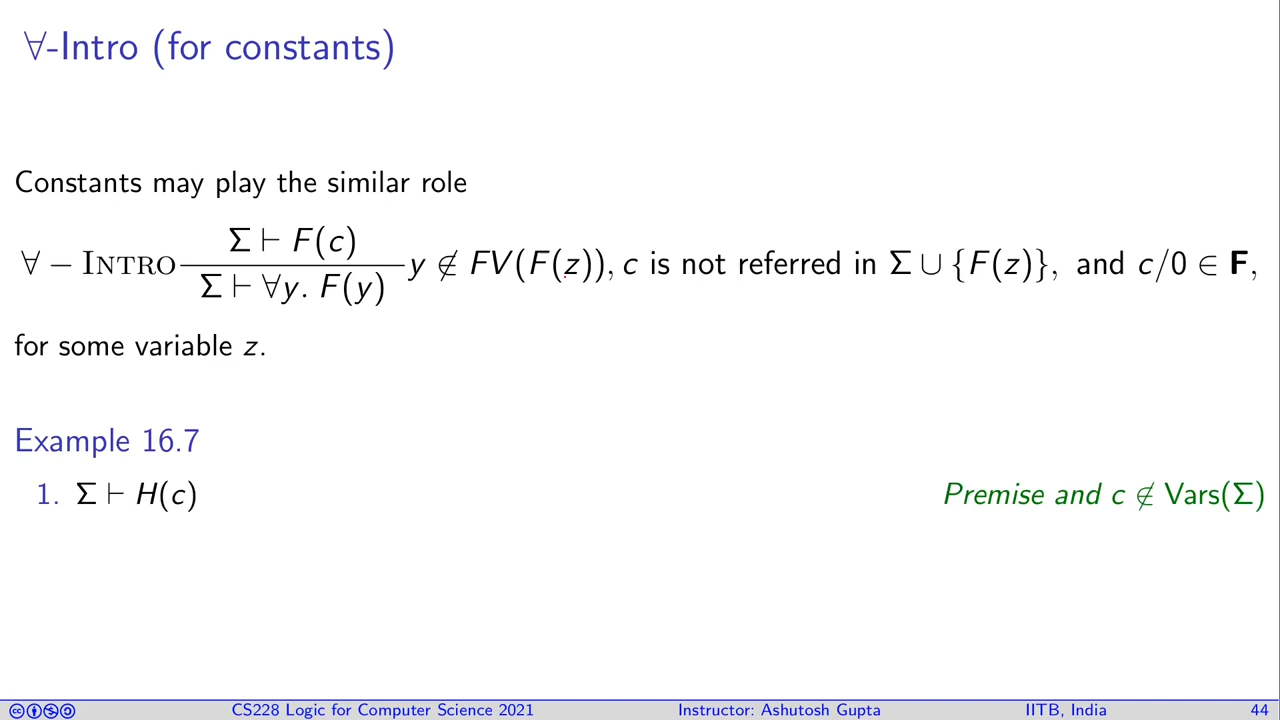 ∀-Intro (for constants)
Constants may play the similar role
∀ − Intro Σ ⊢ F(c) / Σ ⊢ ∀y. F(y) y ∉ FV(F(z)), c is not referred in Σ ∪ {F(z)}, and c/0 ∈ F,
for some variable z.
Example 16.7
1. Σ ⊢ H(c) Premise and c ∉ Vars(Σ)
CS228 Logic for Computer Science 2021 Instructor: Ashutosh Gupta IITB, India 44